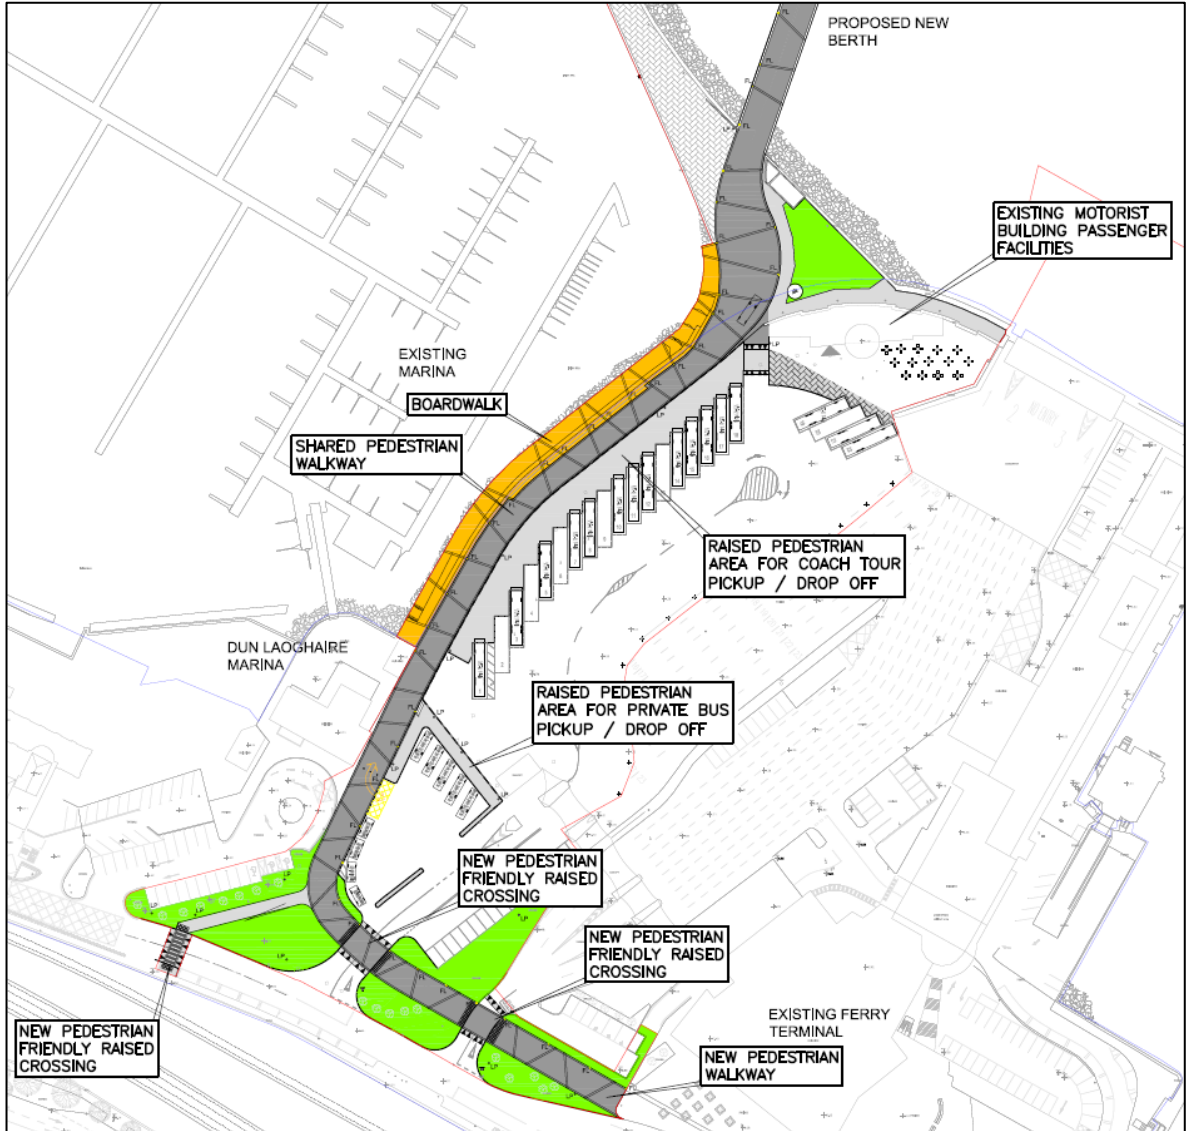 PROPOSED NEW
BERTH
EXISTING MOTORIST
BUILDING PASSENGER
FACILITIES
EXISTING
MARINA
BOARDWALK
SHARED PEDESTRIAN
WALKWAY
RAISED PEDESTRIAN
AREA FOR COACH TOUR
PICKUP / DROP OFF
DUN LAOGHAIRE
MARINA
RAISED PEDESTRIAN
AREA FOR PRIVATE BUS
PICKUP / DROP OFF
NEW PEDESTRIAN
FRIENDLY RAISED
CROSSING
NEW PEDESTRIAN
FRIENDLY RAISED
CROSSING
NEW PEDESTRIAN
FRIENDLY RAISED
CROSSING
EXISTING FERRY
TERMINAL
NEW PEDESTRIAN
WALKWAY